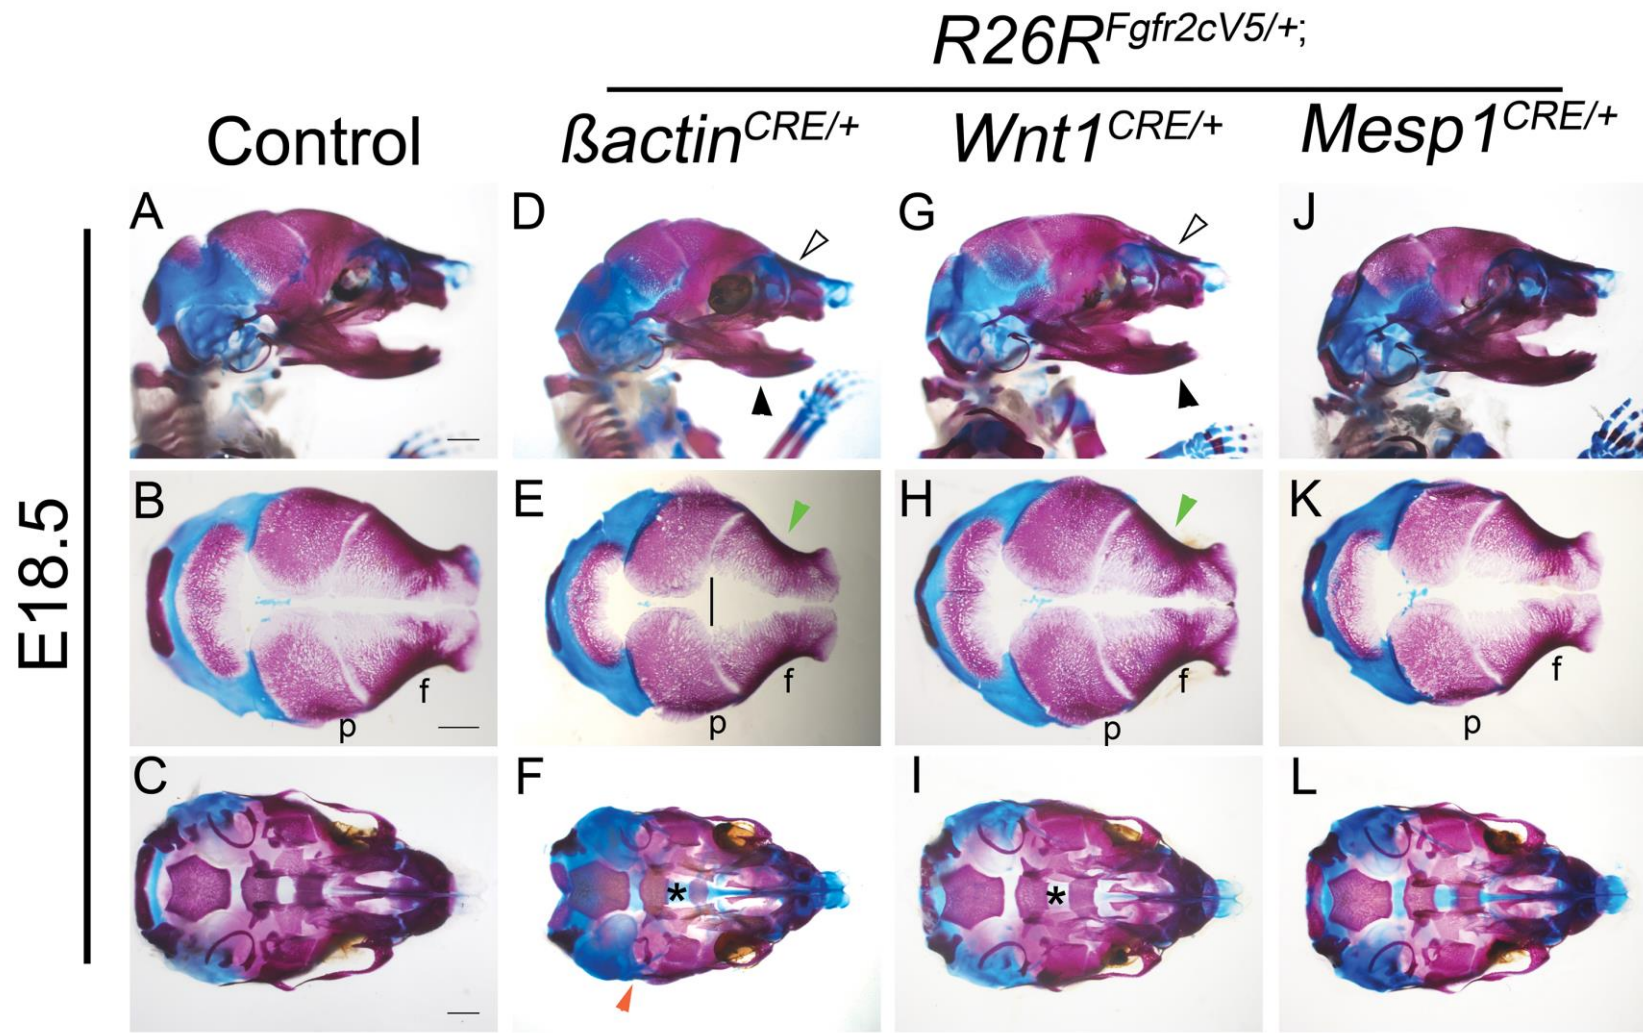 R26R^Fgfr2cV5/+;
Control ßactin^CRE/+ Wnt1^CRE/+ Mesp1^CRE/+
E18.5
A D G J
B E H K
f f f f
p p p p
C F I L
* *